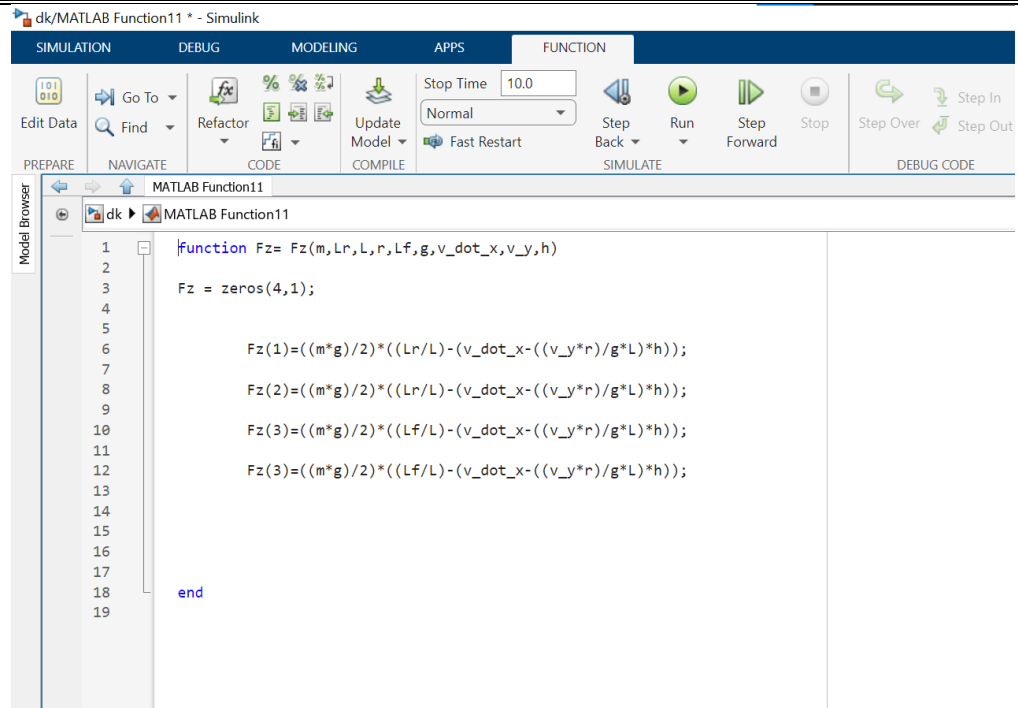 dk/MATLAB Function11 * - Simulink
SIMULATION DEBUG MODELING APPS FUNCTION
Edit Data
Go To
Find
Refactor
Update Model
Stop Time 10.0
Normal
Fast Restart
Step Back
Run
Step Forward
Stop
Step Over
Step In
Step Out
PREPARE NAVIGATE CODE COMPILE SIMULATE DEBUG CODE
Model Browser
MATLAB Function11
dk MATLAB Function11
1 function Fz= Fz(m,Lr,L,r,Lf,g,v_dot_x,v_y,h)
2
3 Fz = zeros(4,1);
4
5
6 Fz(1)=((m*g)/2)*((Lr/L)-(v_dot_x-((v_y*r)/g*L)*h));
7
8 Fz(2)=((m*g)/2)*((Lr/L)-(v_dot_x-((v_y*r)/g*L)*h));
9
10 Fz(3)=((m*g)/2)*((Lf/L)-(v_dot_x-((v_y*r)/g*L)*h));
11
12 Fz(3)=((m*g)/2)*((Lf/L)-(v_dot_x-((v_y*r)/g*L)*h));
13
14
15
16
17
18 end
19